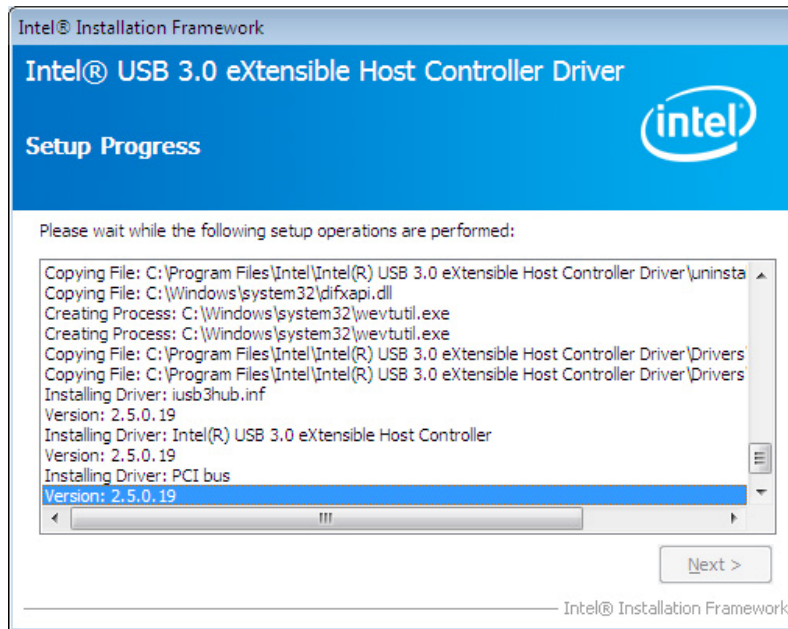 Intel® Installation Framework
Intel® USB 3.0 eXtensible Host Controller Driver
intel
Setup Progress
Please wait while the following setup operations are performed:
Copying File: C:\Program Files\Intel\Intel(R) USB 3.0 eXtensible Host Controller Driver\uninsta
Copying File: C:\Windows\system32\difxapi.dll
Creating Process: C:\Windows\system32\wevtutil.exe
Creating Process: C:\Windows\system32\wevtutil.exe
Copying File: C:\Program Files\Intel\Intel(R) USB 3.0 eXtensible Host Controller Driver\Drivers\
Copying File: C:\Program Files\Intel\Intel(R) USB 3.0 eXtensible Host Controller Driver\Drivers\
Installing Driver: iusb3hub.inf
Version: 2.5.0.19
Installing Driver: Intel(R) USB 3.0 eXtensible Host Controller
Version: 2.5.0.19
Installing Driver: PCI bus
Version: 2.5.0.19
Next >
Intel® Installation Framework